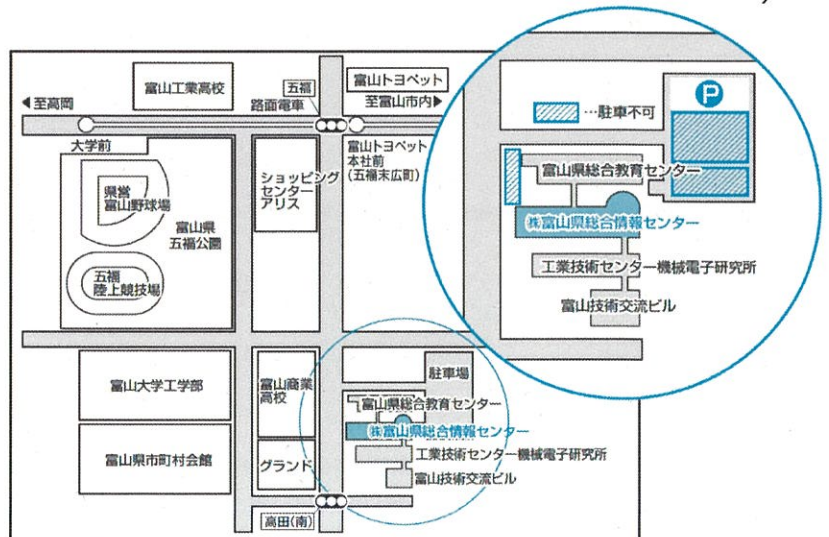 富山工業高校
五福
富山トヨペット
◀至高岡
路面電車
至富山市内▶
大学前
富山トヨペット
本社前
(五福末広町)
県営
富山野球場
富山県
五福公園
ショッピング
センター
アリス
五福
陸上競技場
富山大学工学部
富山商業
高校
駐車場
富山県総合教育センター
㈱富山県総合情報センター
富山県市町村会館
グランド
工業技術センター機械電子研究所
富山技術交流ビル
高田(南)
P
…駐車不可
富山県総合教育センター
㈱富山県総合情報センター
工業技術センター機械電子研究所
富山技術交流ビル